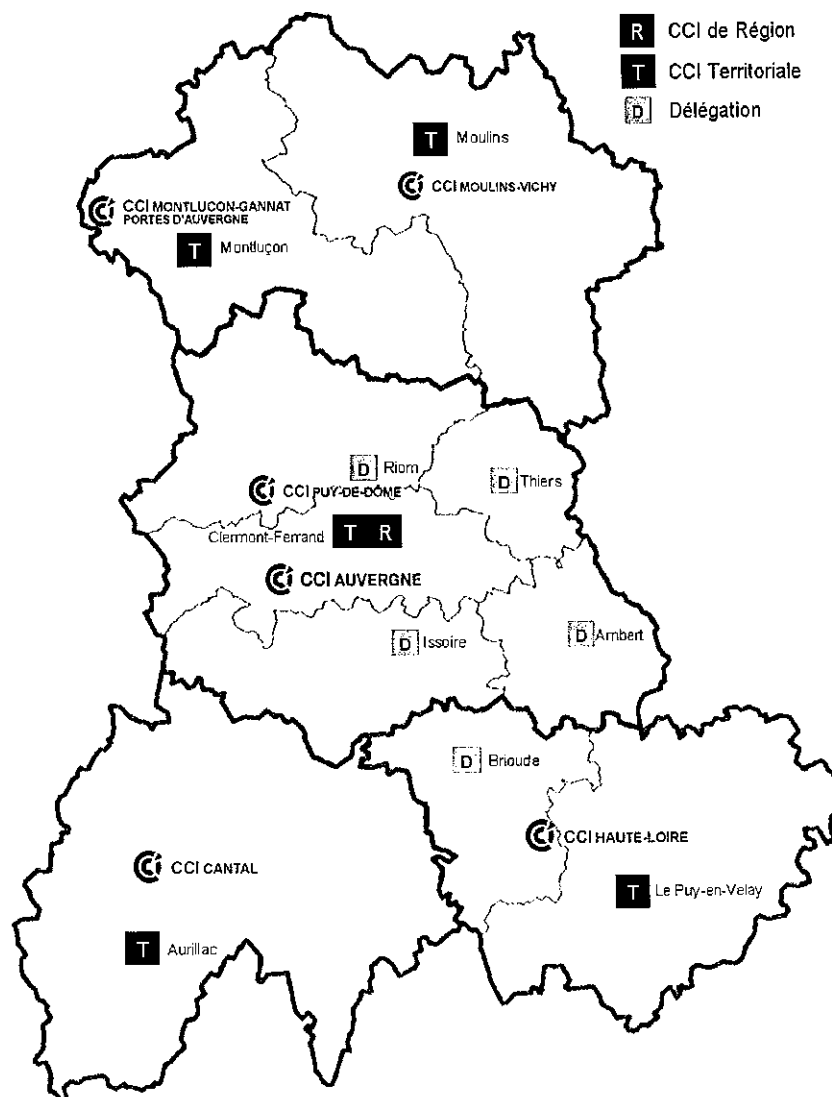 R CCI de Région
T CCI Territoriale
D Délégation
T Moulins
CCI MOULINS-VICHY
CCI MONTLUCON-GANNAT
PORTES D'AUVERGNE
T Montluçon
D Riom
D Thiers
CCI PUY-DE-DÔME
Clermont-Ferrand T R
CCI AUVERGNE
D Issoire
D Ambert
D Brioude
CCI HAUTE-LOIRE
CCI CANTAL
T Le Puy-en-Velay
T Aurillac